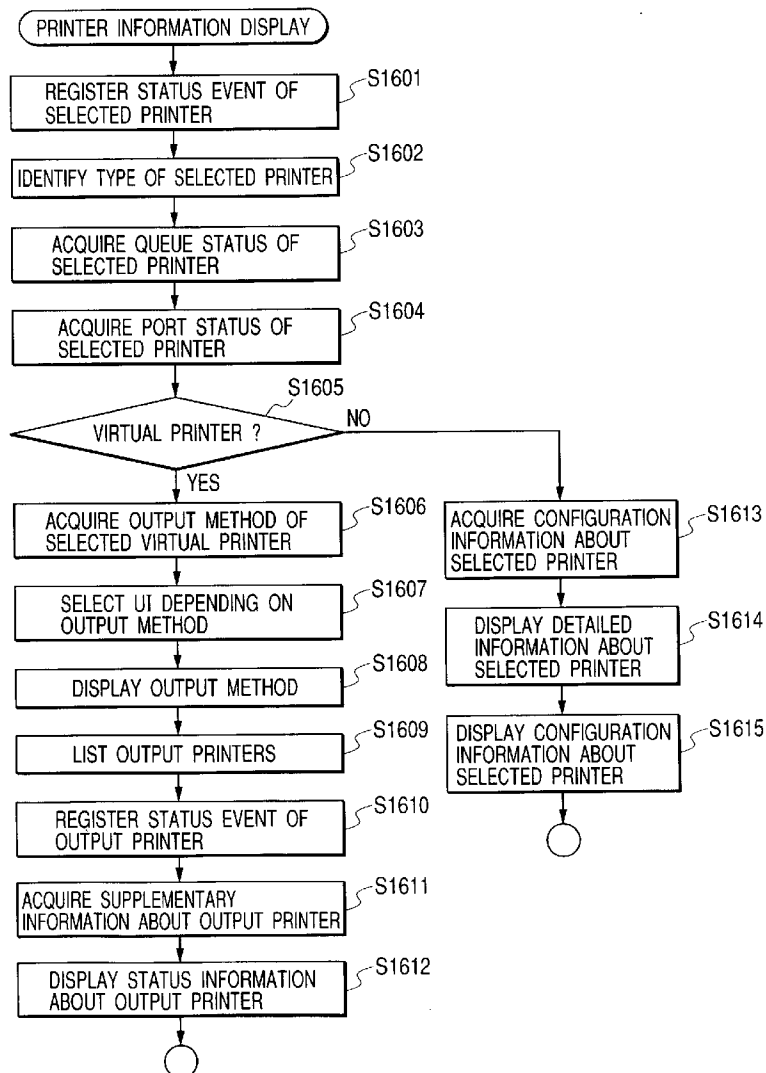 PRINTER INFORMATION DISPLAY
REGISTER STATUS EVENT OF
SELECTED PRINTER
S1601
IDENTIFY TYPE OF SELECTED PRINTER
S1602
ACQUIRE QUEUE STATUS OF
SELECTED PRINTER
S1603
ACQUIRE PORT STATUS OF
SELECTED PRINTER
S1604
VIRTUAL PRINTER ?
S1605
NO
YES
ACQUIRE OUTPUT METHOD OF
SELECTED VIRTUAL PRINTER
S1606
SELECT UI DEPENDING ON
OUTPUT METHOD
S1607
DISPLAY OUTPUT METHOD
S1608
LIST OUTPUT PRINTERS
S1609
REGISTER STATUS EVENT OF
OUTPUT PRINTER
S1610
ACQUIRE SUPPLEMENTARY
INFORMATION ABOUT OUTPUT PRINTER
S1611
DISPLAY STATUS INFORMATION
ABOUT OUTPUT PRINTER
S1612
ACQUIRE CONFIGURATION
INFORMATION ABOUT
SELECTED PRINTER
S1613
DISPLAY DETAILED
INFORMATION ABOUT
SELECTED PRINTER
S1614
DISPLAY CONFIGURATION
INFORMATION ABOUT
SELECTED PRINTER
S1615